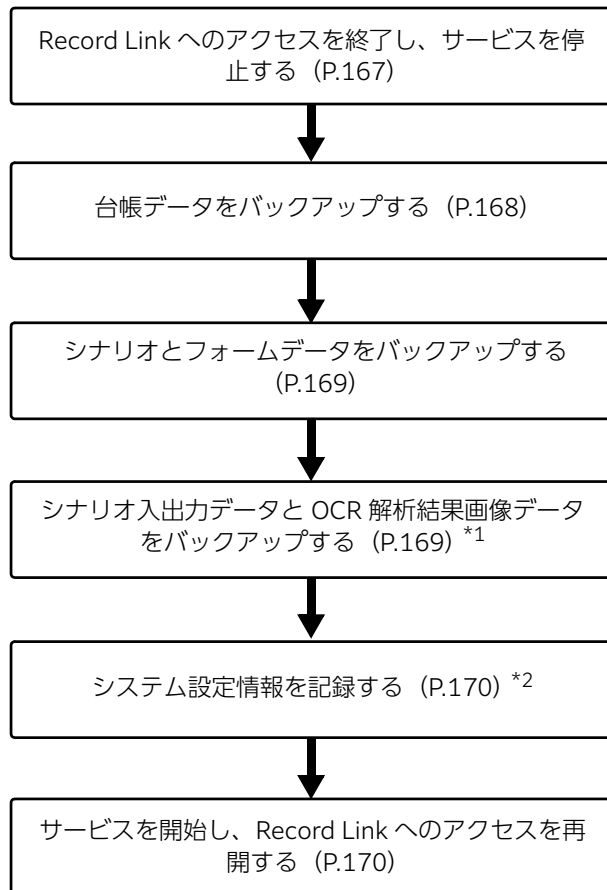 Record Link へのアクセスを終了し、サービスを停
止する（P.167）
台帳データをバックアップする（P.168）
シナリオとフォームデータをバックアップする
（P.169）
シナリオ入出力データと OCR 解析結果画像データ
をバックアップする（P.169）*1
システム設定情報を記録する（P.170）*2
サービスを開始し、Record Link へのアクセスを再
開する（P.170）